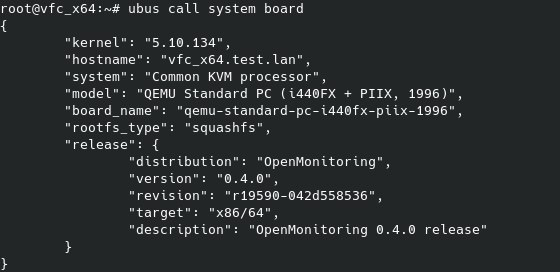 root@vfc_x64:~# ubus call system board
{
        "kernel": "5.10.134",
        "hostname": "vfc_x64.test.lan",
        "system": "Common KVM processor",
        "model": "QEMU Standard PC (i440FX + PIIX, 1996)",
        "board_name": "qemu-standard-pc-i440fx-piix-1996",
        "rootfs_type": "squashfs",
        "release": {
                "distribution": "OpenMonitoring",
                "version": "0.4.0",
                "revision": "r19590-042d558536",
                "target": "x86/64",
                "description": "OpenMonitoring 0.4.0 release"
        }
}